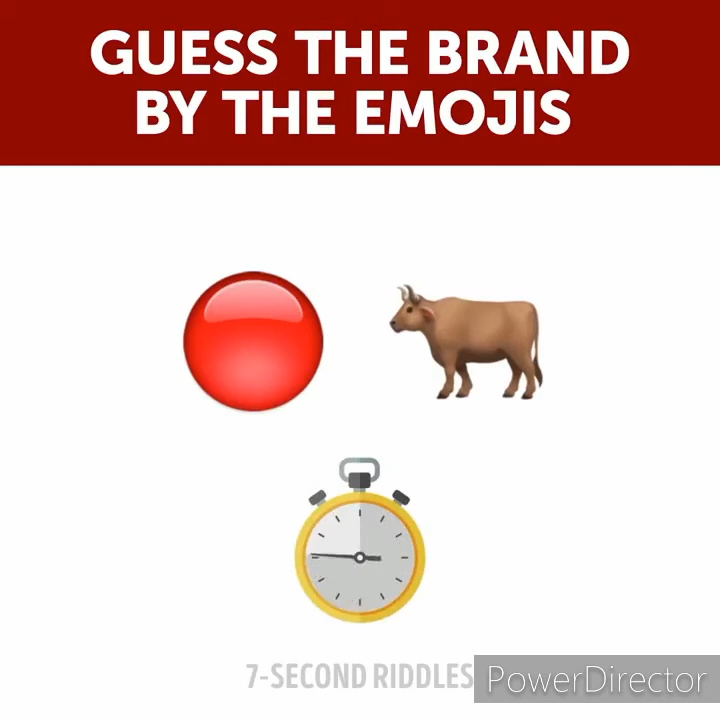 GUESS THE BRAND
BY THE EMOJIS
7-SECOND RIDDLES
PowerDirector